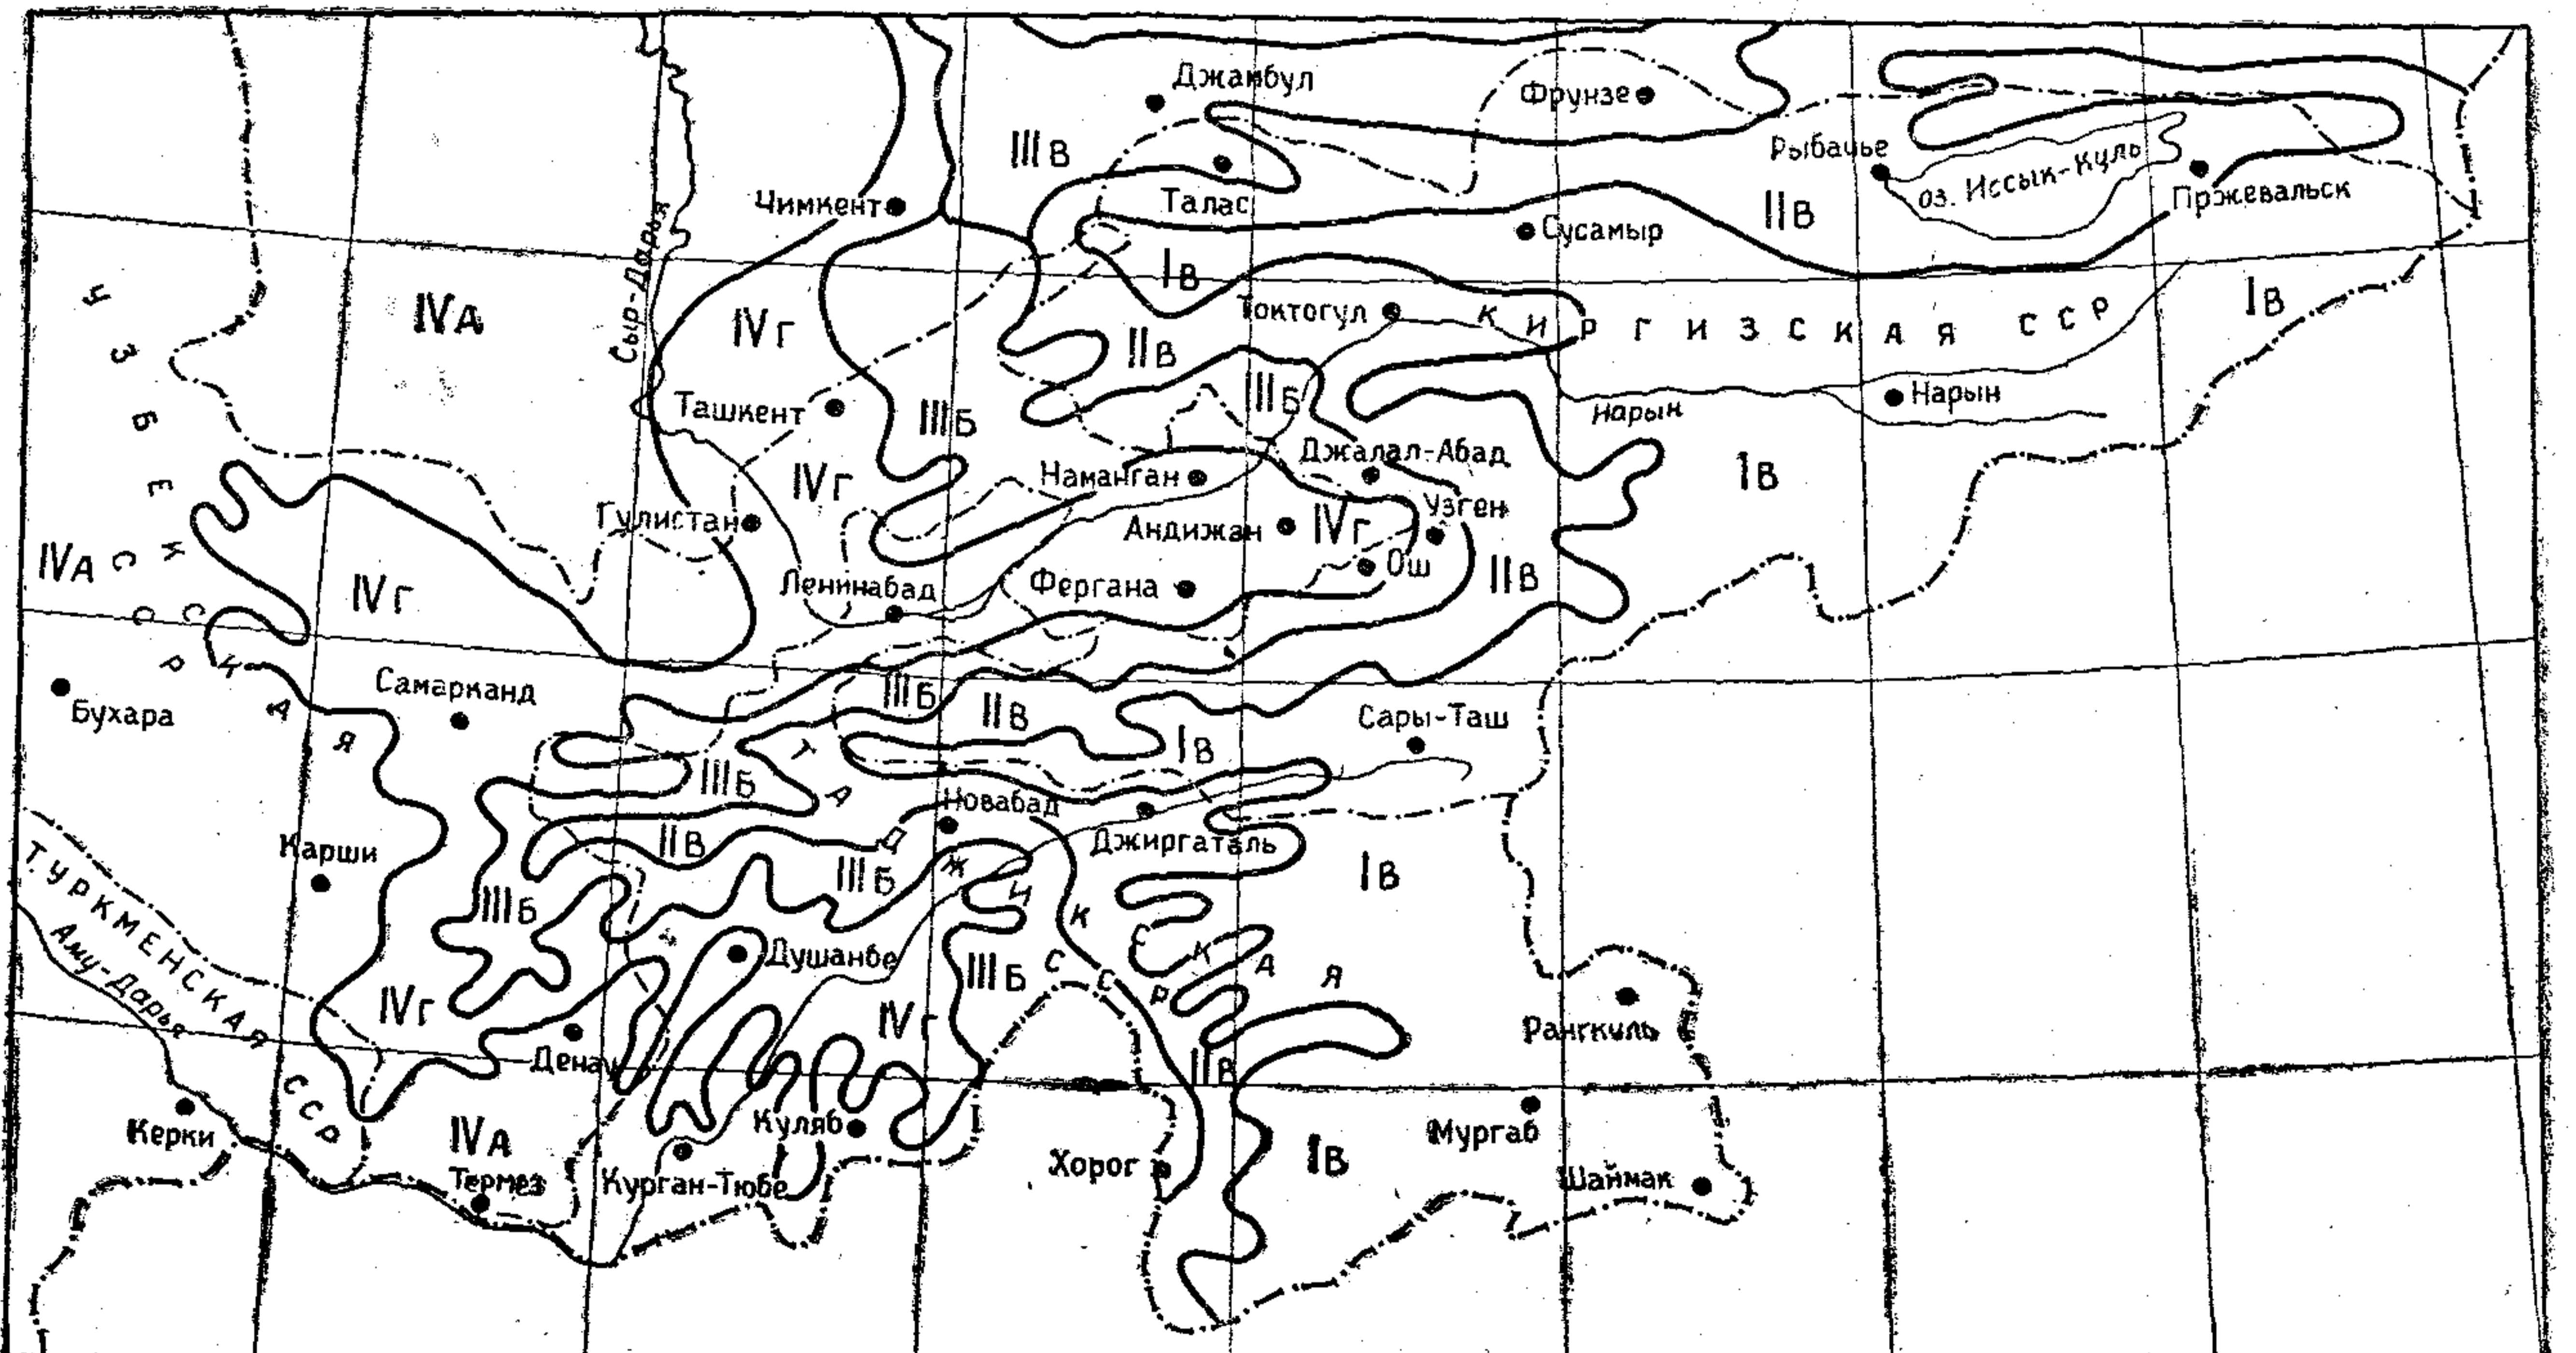 Джамбул
Фрунзе
IIIВ
Рыбачье
оз. Иссык-Куль
Пржевальск
Чимкент
Талас
IIВ
Сусамыр
Сыр-Дарья
IВ
IVА
IVГ
Токтогул
КИРГИЗСКАЯ ССР
IВ
IIВ
Ташкент
IIIБ
IIIБ
Нарын
Нарын
Джалал-Абад
Наманган
IVГ
IВ
Узген
Гулистан
Андижан
IVГ
УЗБЕКССКАЯ ССР
IVА
IVГ
Ленинабад
Фергана
Ош
IIВ
Самарканд
Бухара
IIIБ
IIВ
Сары-Таш
IВ
IIIБ
Новабад
Джиргаталь
Карши
IIВ
IIIБ
IВ
ТАДЖИКСКАЯ ССР
ТУРКМЕНСКАЯ ССР
Аму-Дарья
IIIБ
Душанбе
IIIБ
IVГ
IVГ
Рангкуль
Денау
IIВ
Керки
IVА
Куляб
Мургаб
Хорог
IВ
Термез
Курган-Тюбе
Шаймак